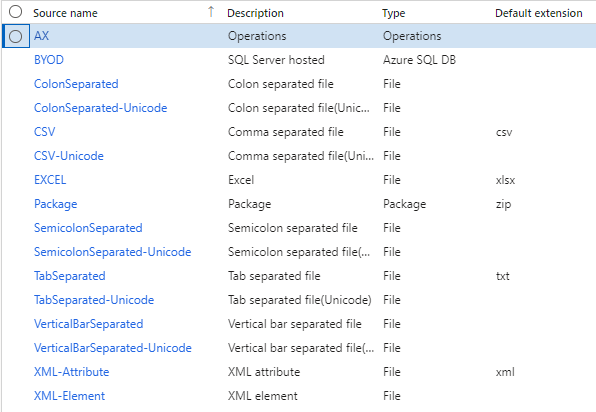 Source name ↑ Description Type Default extension
AX Operations Operations
BYOD SQL Server hosted Azure SQL DB
ColonSeparated Colon separated file File
ColonSeparated-Unicode Colon separated file(Unic... File
CSV Comma separated file File csv
CSV-Unicode Comma separated file(Uni... File
EXCEL Excel File xlsx
Package Package Package zip
SemicolonSeparated Semicolon separated file File
SemicolonSeparated-Unicode Semicolon separated file(... File
TabSeparated Tab separated file File txt
TabSeparated-Unicode Tab separated file(Unicode) File
VerticalBarSeparated Vertical bar separated file File
VerticalBarSeparated-Unicode Vertical bar separated file(... File
XML-Attribute XML attribute File xml
XML-Element XML element File